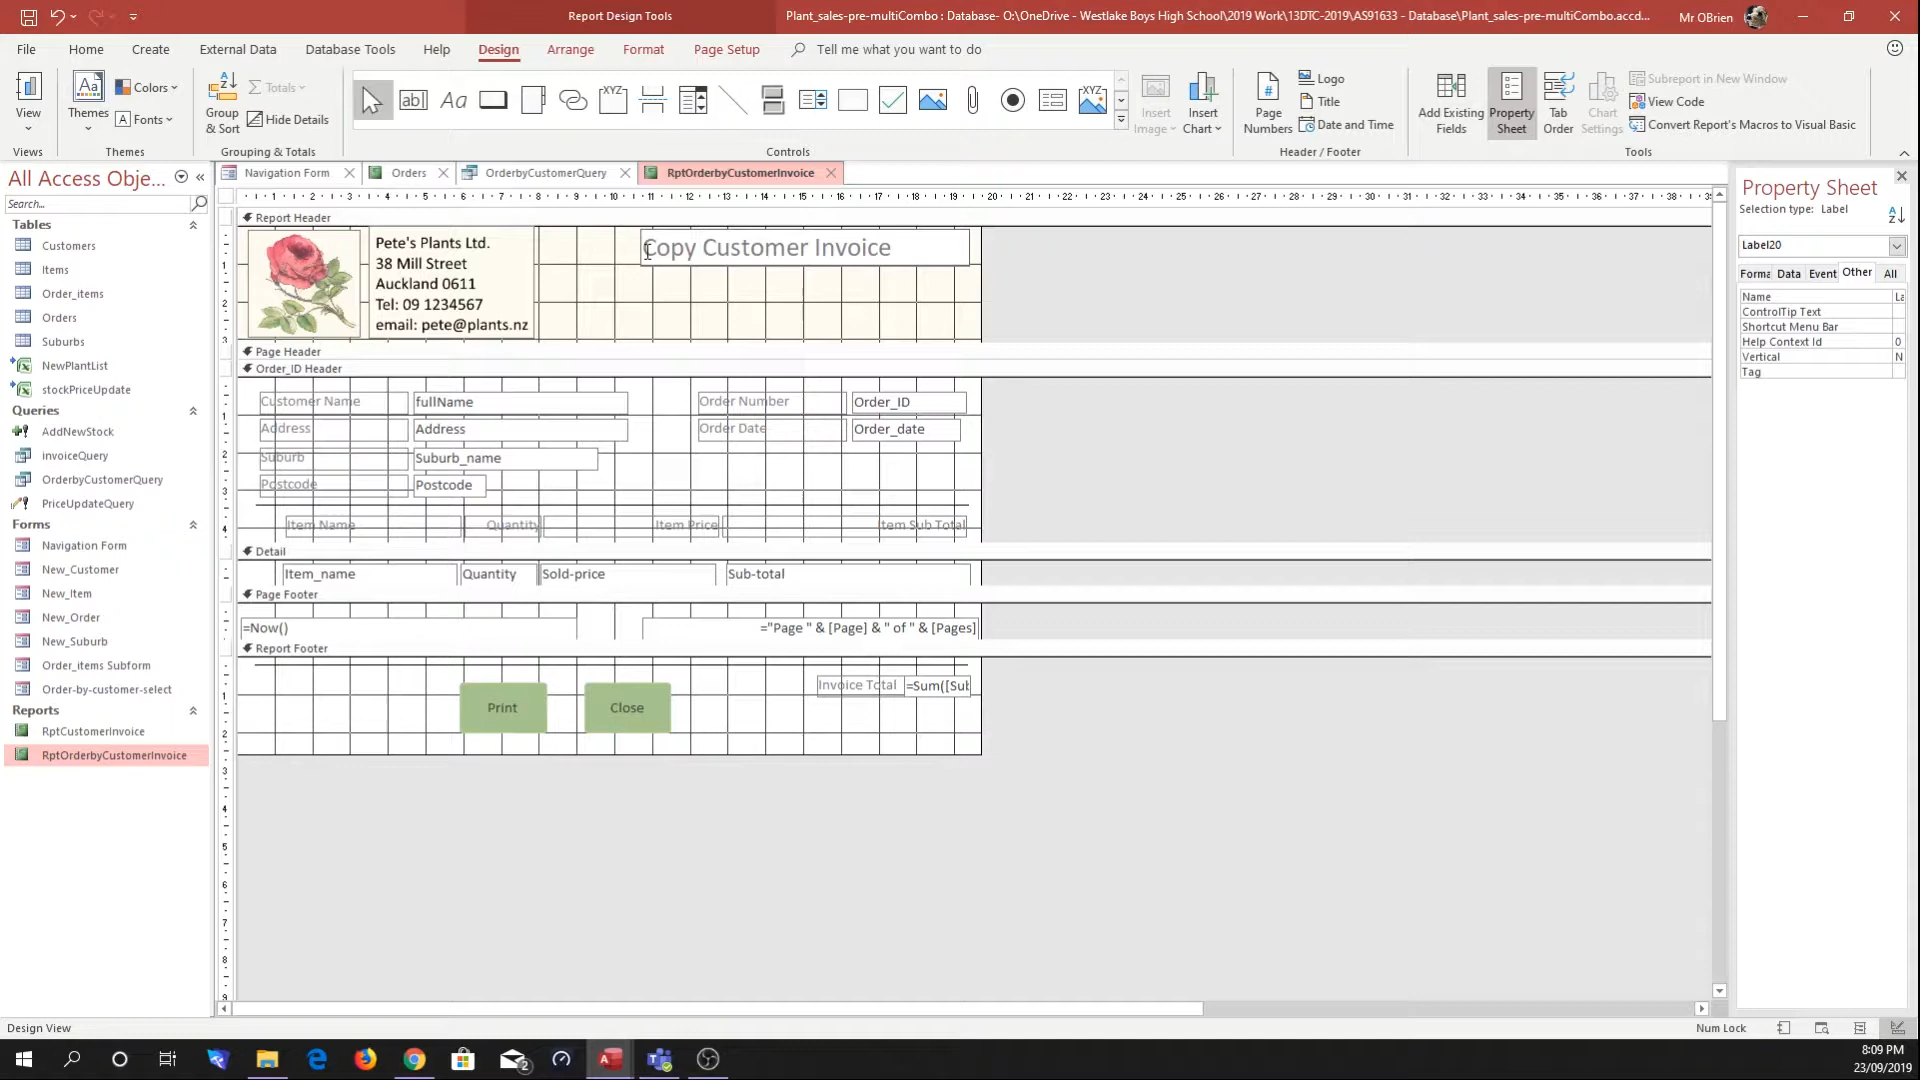 Report Design Tools
Plant_sales-pre-multiCombo : Database- O:\OneDrive - Westlake Boys High School\2019 Work\13DTC-2019\AS91633 - Database\Plant_sales-pre-multiCombo.accd...
Mr OBrien
File Home Create External Data Database Tools Help Design Arrange Format Page Setup Tell me what you want to do
View
Views
Themes
Colors
Fonts
Themes
Group & Sort
Totals
Hide Details
Grouping & Totals
Controls
Insert Image
Insert Chart
Page Numbers
Logo
Title
Date and Time
Header / Footer
Add Existing Fields
Property Sheet
Tab Order
Chart Settings
Subreport in New Window
View Code
Convert Report's Macros to Visual Basic
Tools
All Access Obje...
Search...
Tables
Customers
Items
Order_items
Orders
Suburbs
NewPlantList
stockPriceUpdate
Queries
AddNewStock
invoiceQuery
OrderbyCustomerQuery
PriceUpdateQuery
Forms
Navigation Form
New_Customer
New_Item
New_Order
New_Suburb
Order_items Subform
Order-by-customer-select
Reports
RptCustomerInvoice
RptOrderbyCustomerInvoice
Navigation Form Orders OrderbyCustomerQuery RptOrderbyCustomerInvoice
Report Header
Pete's Plants Ltd.
38 Mill Street
Auckland 0611
Tel: 09 1234567
email: pete@plants.nz
Copy Customer Invoice
Page Header
Order_ID Header
Customer Name fullName Order Number Order_ID
Address Address Order Date Order_date
Suburb Suburb_name
Postcode Postcode
Item Name Quantity Item Price Item Sub Total
Detail
Item_name Quantity Sold-price Sub-total
Page Footer
=Now() ="Page " & [Page] & " of " & [Pages]
Report Footer
Print Close Invoice Total =Sum([Sub
Property Sheet
Selection type: Label
Label20
Forma Data Event Other All
Name La
ControlTip Text
Shortcut Menu Bar
Help Context Id 0
Vertical N
Tag
Design View
Num Lock
2
8:09 PM
23/09/2019